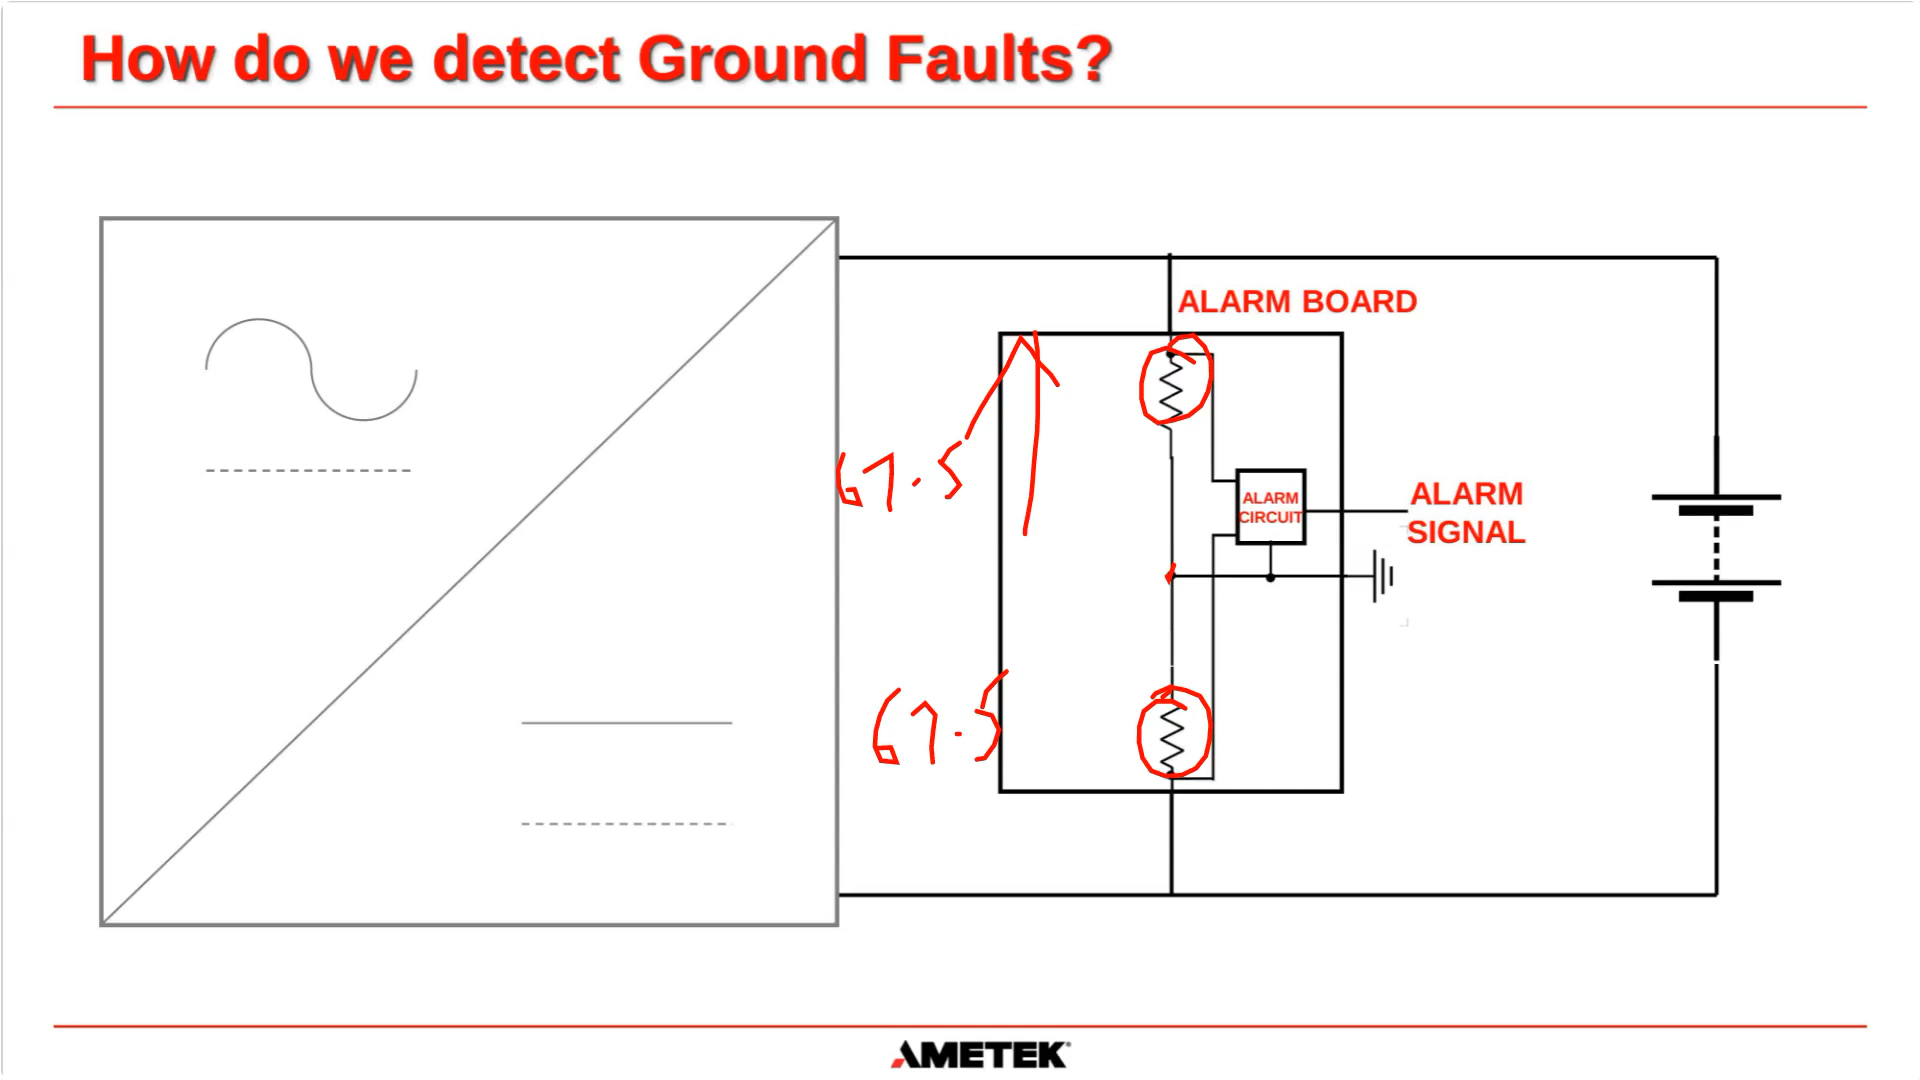 How do we detect Ground Faults?
ALARM BOARD
67.5
ALARM
CIRCUIT
ALARM
SIGNAL
67.5
AMETEK®